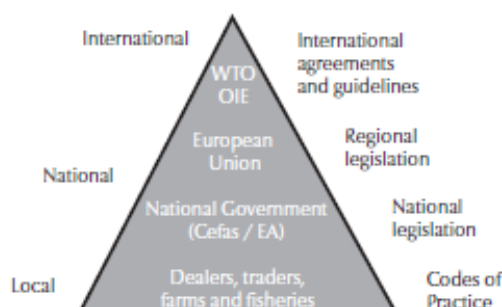 International
International
agreements
and guidelines
WTO
OIE
European
Union
Regional
legislation
National
National Government
(Cefas / EA)
National
legislation
Local
Dealers, traders,
farms and fisheries
Codes of
Practice